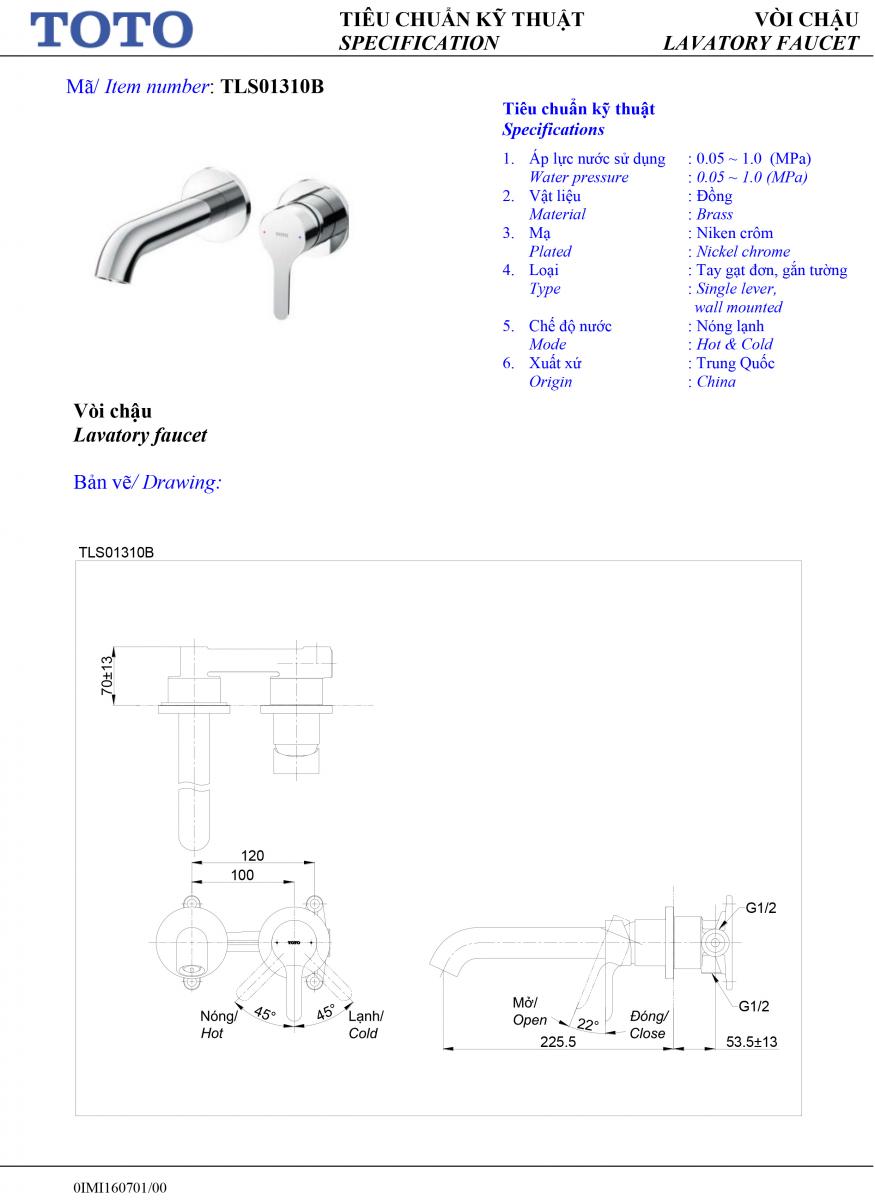 TOTO
TIÊU CHUẨN KỸ THUẬT
SPECIFICATION
VÒI CHẬU
LAVATORY FAUCET
Mã/ Item number: TLS01310B
Tiêu chuẩn kỹ thuật
Specifications
1. Áp lực nước sử dụng : 0.05 ~ 1.0 (MPa)
Water pressure : 0.05 ~ 1.0 (MPa)
2. Vật liệu : Đồng
Material : Brass
3. Mạ : Niken crôm
Plated : Nickel chrome
4. Loại : Tay gạt đơn, gắn tường
Type : Single lever,
wall mounted
5. Chế độ nước : Nóng lạnh
Mode : Hot & Cold
6. Xuất xứ : Trung Quốc
Origin : China
TOTO
Vòi chậu
Lavatory faucet
Bản vẽ/ Drawing:
TLS01310B
70±13
120
100
TOTO
Nóng/
Hot
45°
45°
Lạnh/
Cold
G1/2
G1/2
Mở/
Open
22°
Đóng/
Close
225.5
53.5±13
0IMI160701/00